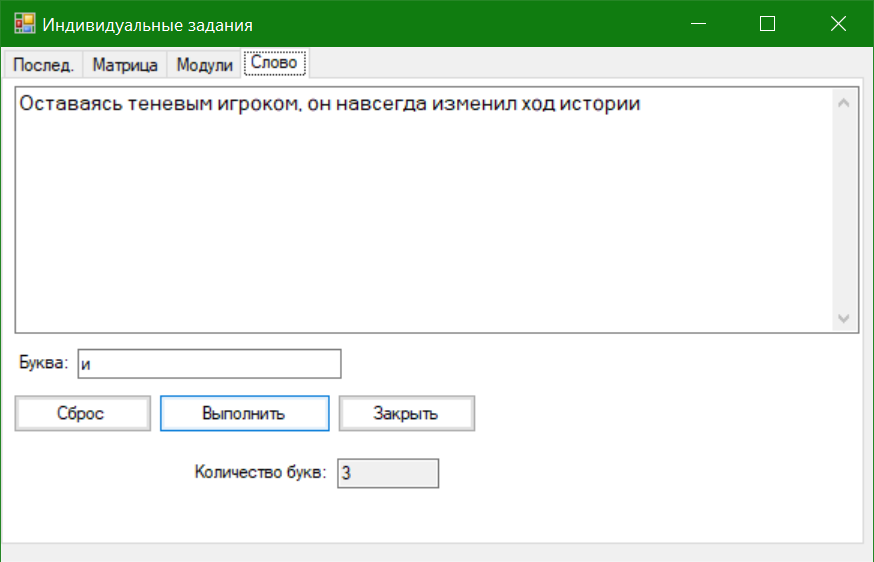 Индивидуальные задания
Послед. Матрица Модули Слово
Оставаясь теневым игроком, он навсегда изменил ход истории
Буква: и
Сброс Выполнить Закрыть
Количество букв: 3